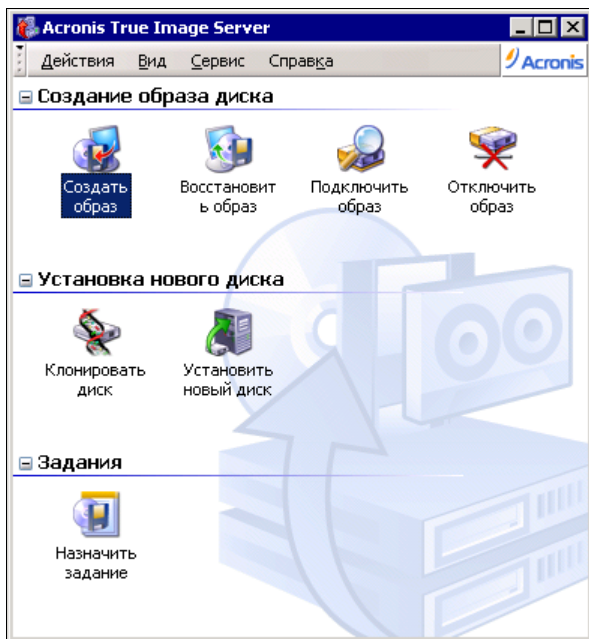 Acronis True Image Server
Действия Вид Сервис Справка Acronis
Создание образа диска
Создать
образ
Восстановит
ь образ
Подключить
образ
Отключить
образ
Установка нового диска
Клонировать
диск
Установить
новый диск
Задания
Назначить
задание